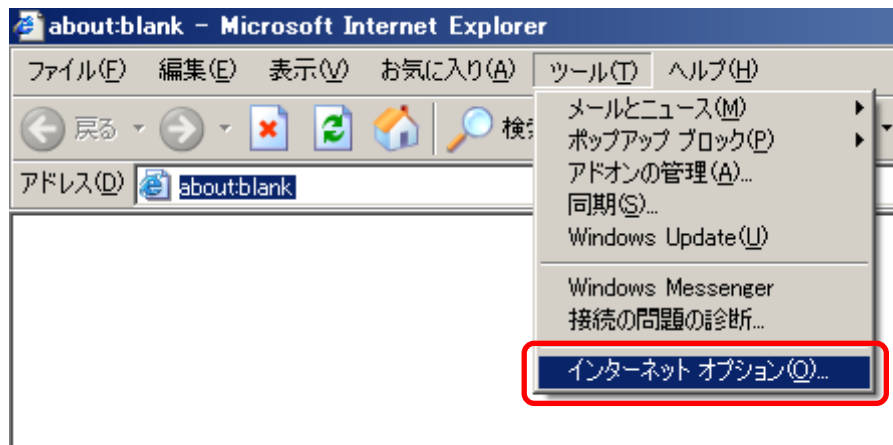 about:blank - Microsoft Internet Explorer
ファイル(F) 編集(E) 表示(V) お気に入り(A) ツール(T) ヘルプ(H)
戻る 検
アドレス(D) about:blank
メールとニュース(M)
ポップアップ ブロック(P)
アドオンの管理(A)...
同期(S)...
Windows Update(U)
Windows Messenger
接続の問題の診断...
インターネット オプション(O)...